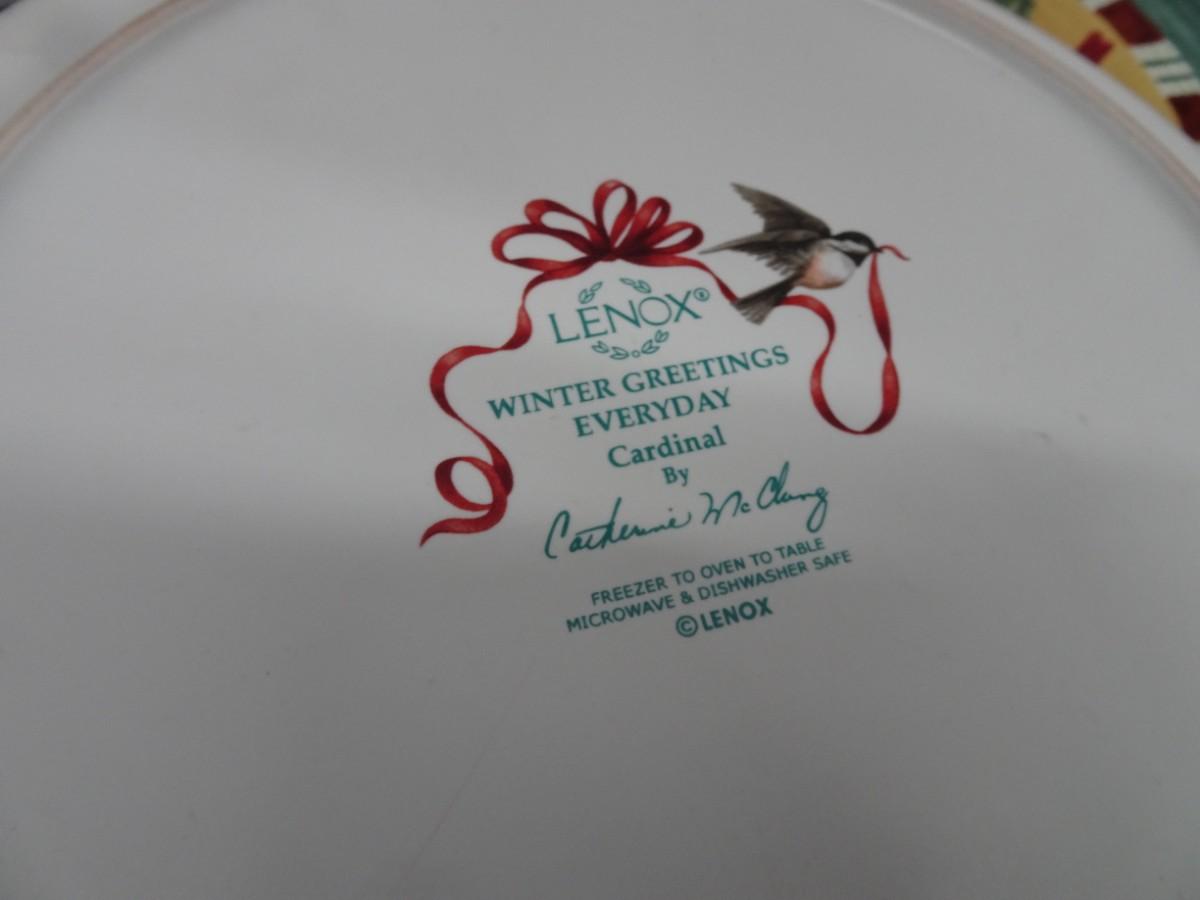 LENOX®
WINTER GREETINGS
EVERYDAY
Cardinal
By
Catherine McClung
FREEZER TO OVEN TO TABLE
MICROWAVE & DISHWASHER SAFE
©LENOX